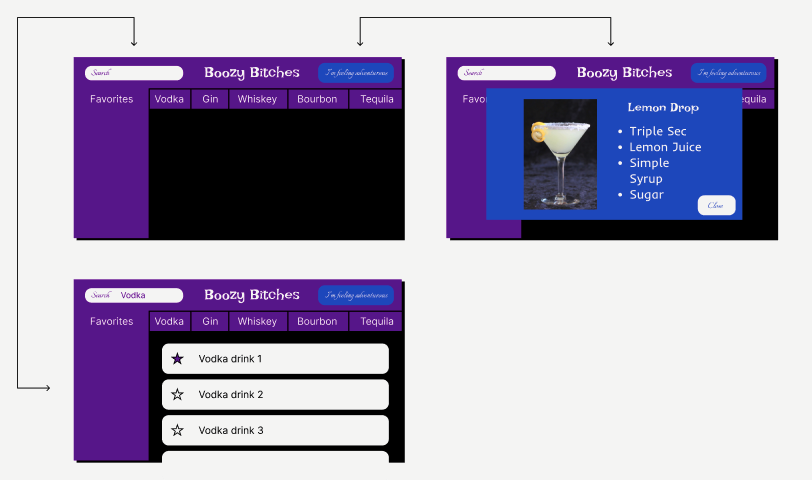 Search
Boozy Bitches
I'm feeling adventurous
Favorites
Vodka
Gin
Whiskey
Bourbon
Tequila
Search
Boozy Bitches
I'm feeling adventurous
Lemon Drop
• Triple Sec
• Lemon Juice
• Simple
Syrup
• Sugar
Close
Search Vodka
Boozy Bitches
I'm feeling adventurous
Favorites
Vodka
Gin
Whiskey
Bourbon
Tequila
Vodka drink 1
Vodka drink 2
Vodka drink 3